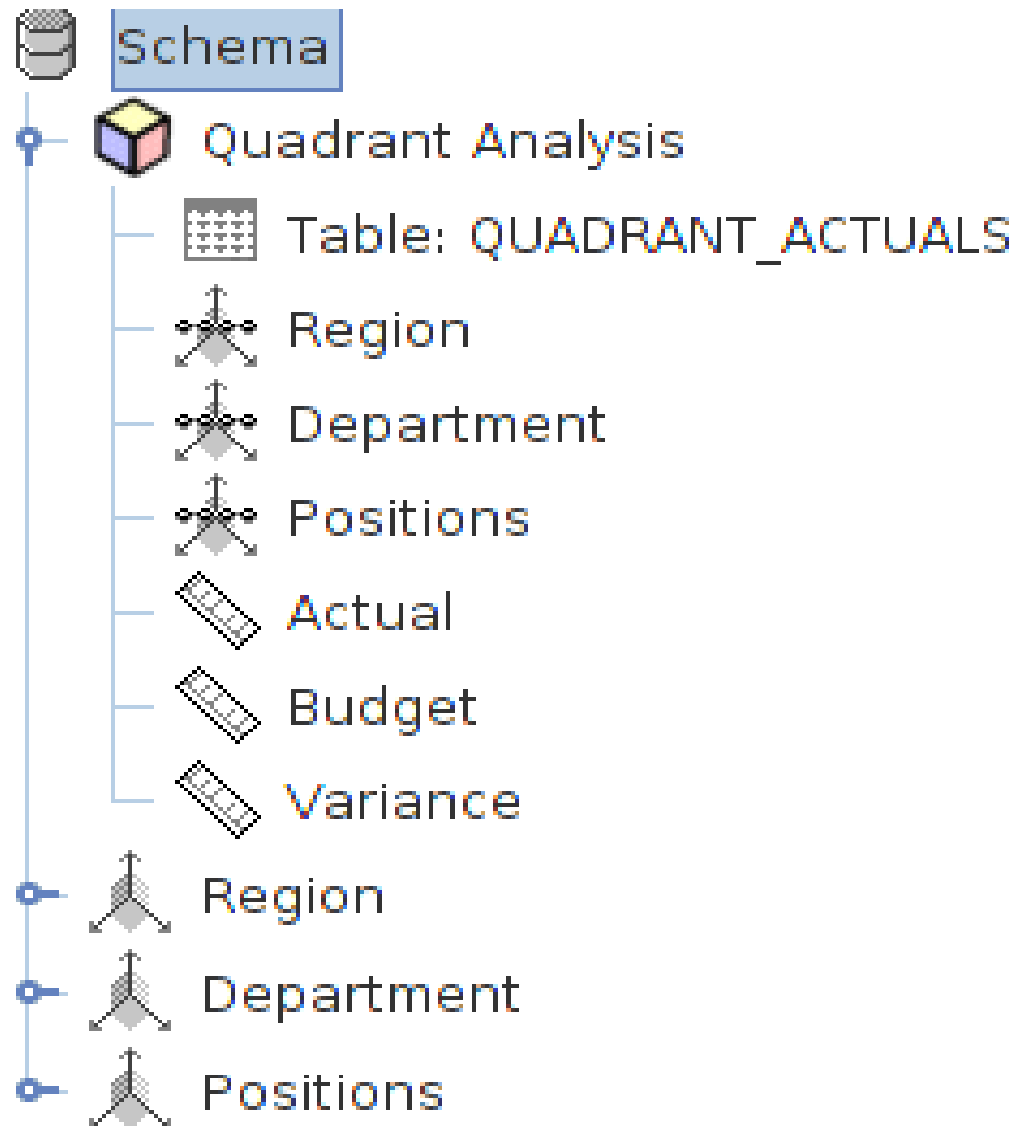 Schema
Quadrant Analysis
Table: QUADRANT_ACTUALS
Region
Department
Positions
Actual
Budget
Variance
Region
Department
Positions